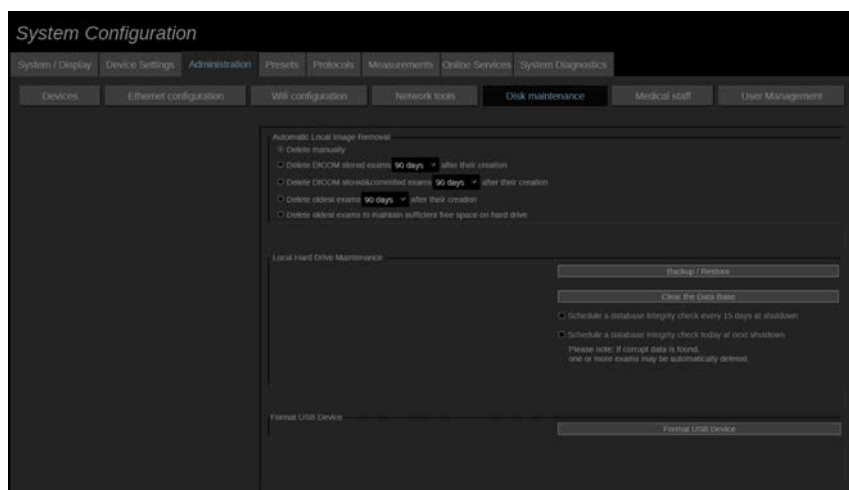 System Configuration
System / Display Device Settings Administration Presets Protocols Measurements Online Services System Diagnostics
Devices Ethernet configuration Wifi configuration Network tools Disk maintenance Medical staff User Management
Automatic Local Image Removal
Delete manually
Delete DICOM stored exams 90 days after their creation
Delete DICOM stored&commited exams 90 days after their creation
Delete oldest exams 90 days after their creation
Delete oldest exams to maintain sufficient free space on hard drive
Local Hard Drive Maintenance
Backup / Restore
Clear the Data Base
Schedule a database integrity check every 15 days at shutdown
Schedule a database integrity check today at next shutdown
Please note: if corrupt data is found,
one or more exams may be automatically deleted.
Format USB Device
Format USB Device